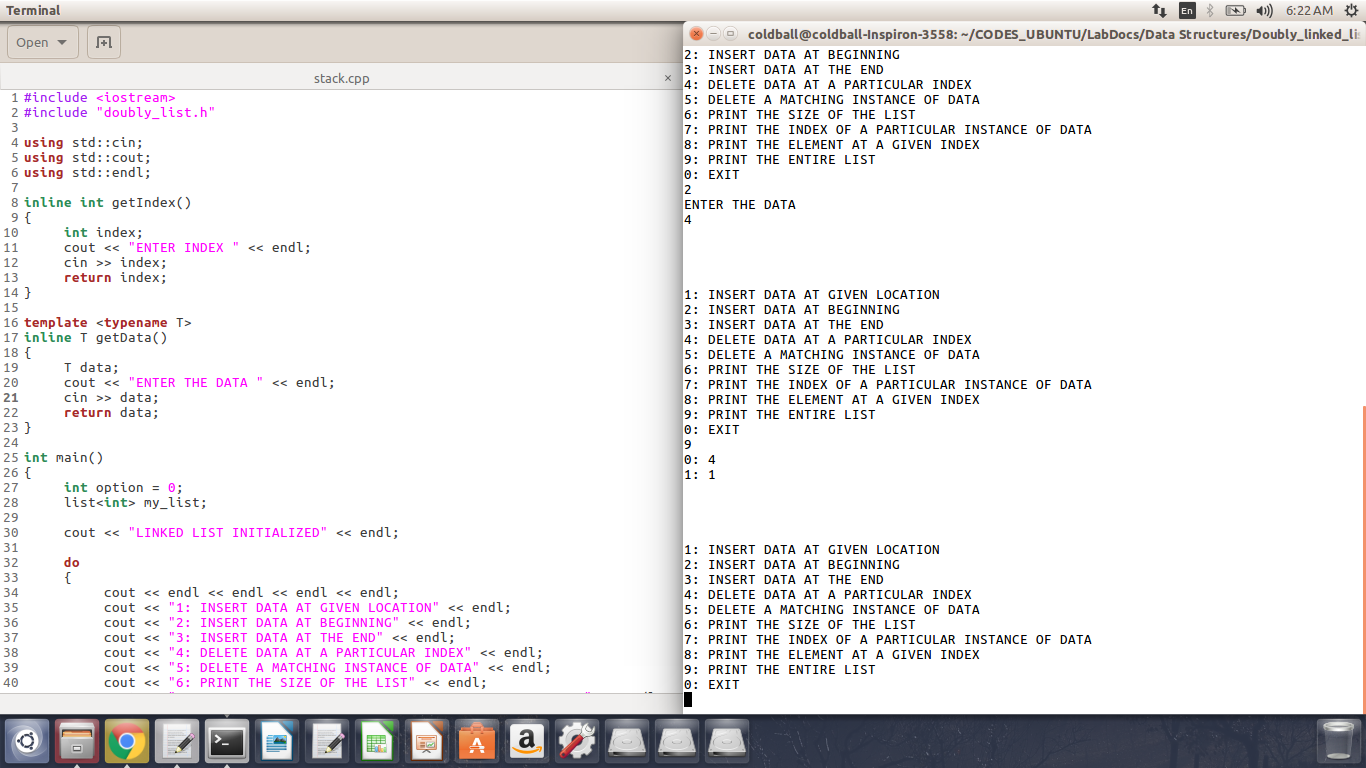 Terminal
En
6:22 AM
Open
stack.cpp
×
1 #include <iostream>
2 #include "doubly_list.h"
3
4 using std::cin;
5 using std::cout;
6 using std::endl;
7
8 inline int getIndex()
9 {
10 int index;
11 cout << "ENTER INDEX " << endl;
12 cin >> index;
13 return index;
14 }
15
16 template <typename T>
17 inline T getData()
18 {
19 T data;
20 cout << "ENTER THE DATA " << endl;
21 cin >> data;
22 return data;
23 }
24
25 int main()
26 {
27 int option = 0;
28 list<int> my_list;
29
30 cout << "LINKED LIST INITIALIZED" << endl;
31
32 do
33 {
34 cout << endl << endl << endl << endl;
35 cout << "1: INSERT DATA AT GIVEN LOCATION" << endl;
36 cout << "2: INSERT DATA AT BEGINNING" << endl;
37 cout << "3: INSERT DATA AT THE END" << endl;
38 cout << "4: DELETE DATA AT A PARTICULAR INDEX" << endl;
39 cout << "5: DELETE A MATCHING INSTANCE OF DATA" << endl;
40 cout << "6: PRINT THE SIZE OF THE LIST" << endl;
coldball@coldball-Inspiron-3558: ~/CODES_UBUNTU/LabDocs/Data Structures/Doubly_linked_li
2: INSERT DATA AT BEGINNING
3: INSERT DATA AT THE END
4: DELETE DATA AT A PARTICULAR INDEX
5: DELETE A MATCHING INSTANCE OF DATA
6: PRINT THE SIZE OF THE LIST
7: PRINT THE INDEX OF A PARTICULAR INSTANCE OF DATA
8: PRINT THE ELEMENT AT A GIVEN INDEX
9: PRINT THE ENTIRE LIST
0: EXIT
2
ENTER THE DATA
4
1: INSERT DATA AT GIVEN LOCATION
2: INSERT DATA AT BEGINNING
3: INSERT DATA AT THE END
4: DELETE DATA AT A PARTICULAR INDEX
5: DELETE A MATCHING INSTANCE OF DATA
6: PRINT THE SIZE OF THE LIST
7: PRINT THE INDEX OF A PARTICULAR INSTANCE OF DATA
8: PRINT THE ELEMENT AT A GIVEN INDEX
9: PRINT THE ENTIRE LIST
0: EXIT
9
0: 4
1: 1
1: INSERT DATA AT GIVEN LOCATION
2: INSERT DATA AT BEGINNING
3: INSERT DATA AT THE END
4: DELETE DATA AT A PARTICULAR INDEX
5: DELETE A MATCHING INSTANCE OF DATA
6: PRINT THE SIZE OF THE LIST
7: PRINT THE INDEX OF A PARTICULAR INSTANCE OF DATA
8: PRINT THE ELEMENT AT A GIVEN INDEX
9: PRINT THE ENTIRE LIST
0: EXIT